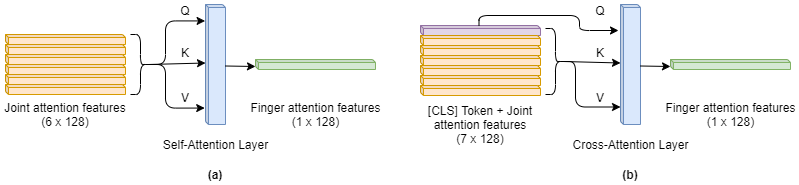 Q
K
V
Joint attention features
(6 x 128)
Self-Attention Layer
Finger attention features
(1 x 128)
(a)
Q
K
V
[CLS] Token + Joint
attention features
(7 x 128)
Cross-Attention Layer
Finger attention features
(1 x 128)
(b)